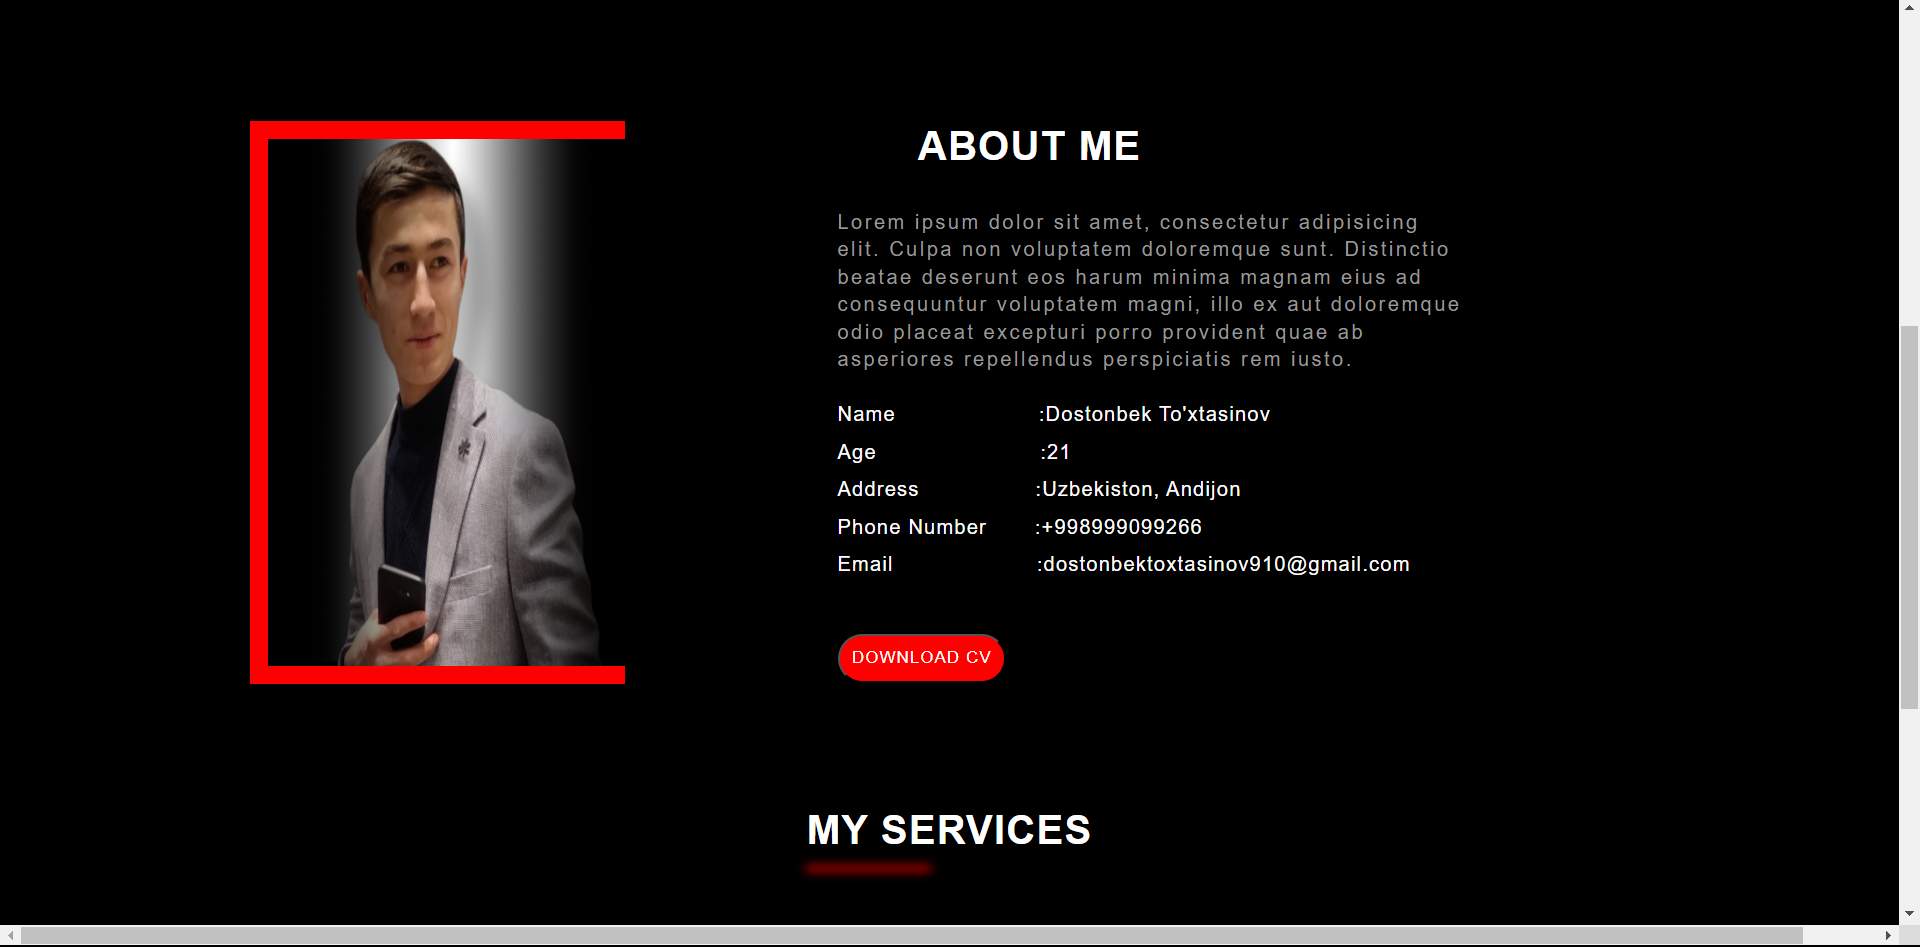 ABOUT ME
Lorem ipsum dolor sit amet, consectetur adipisicing
elit. Culpa non voluptatem doloremque sunt. Distinctio
beatae deserunt eos harum minima magnam eius ad
consequuntur voluptatem magni, illo ex aut doloremque
odio placeat excepturi porro provident quae ab
asperiores repellendus perspiciatis rem iusto.
Name :Dostonbek To'xtasinov
Age :21
Address :Uzbekiston, Andijon
Phone Number :+998999099266
Email :dostonbektoxtasinov910@gmail.com
DOWNLOAD CV
MY SERVICES